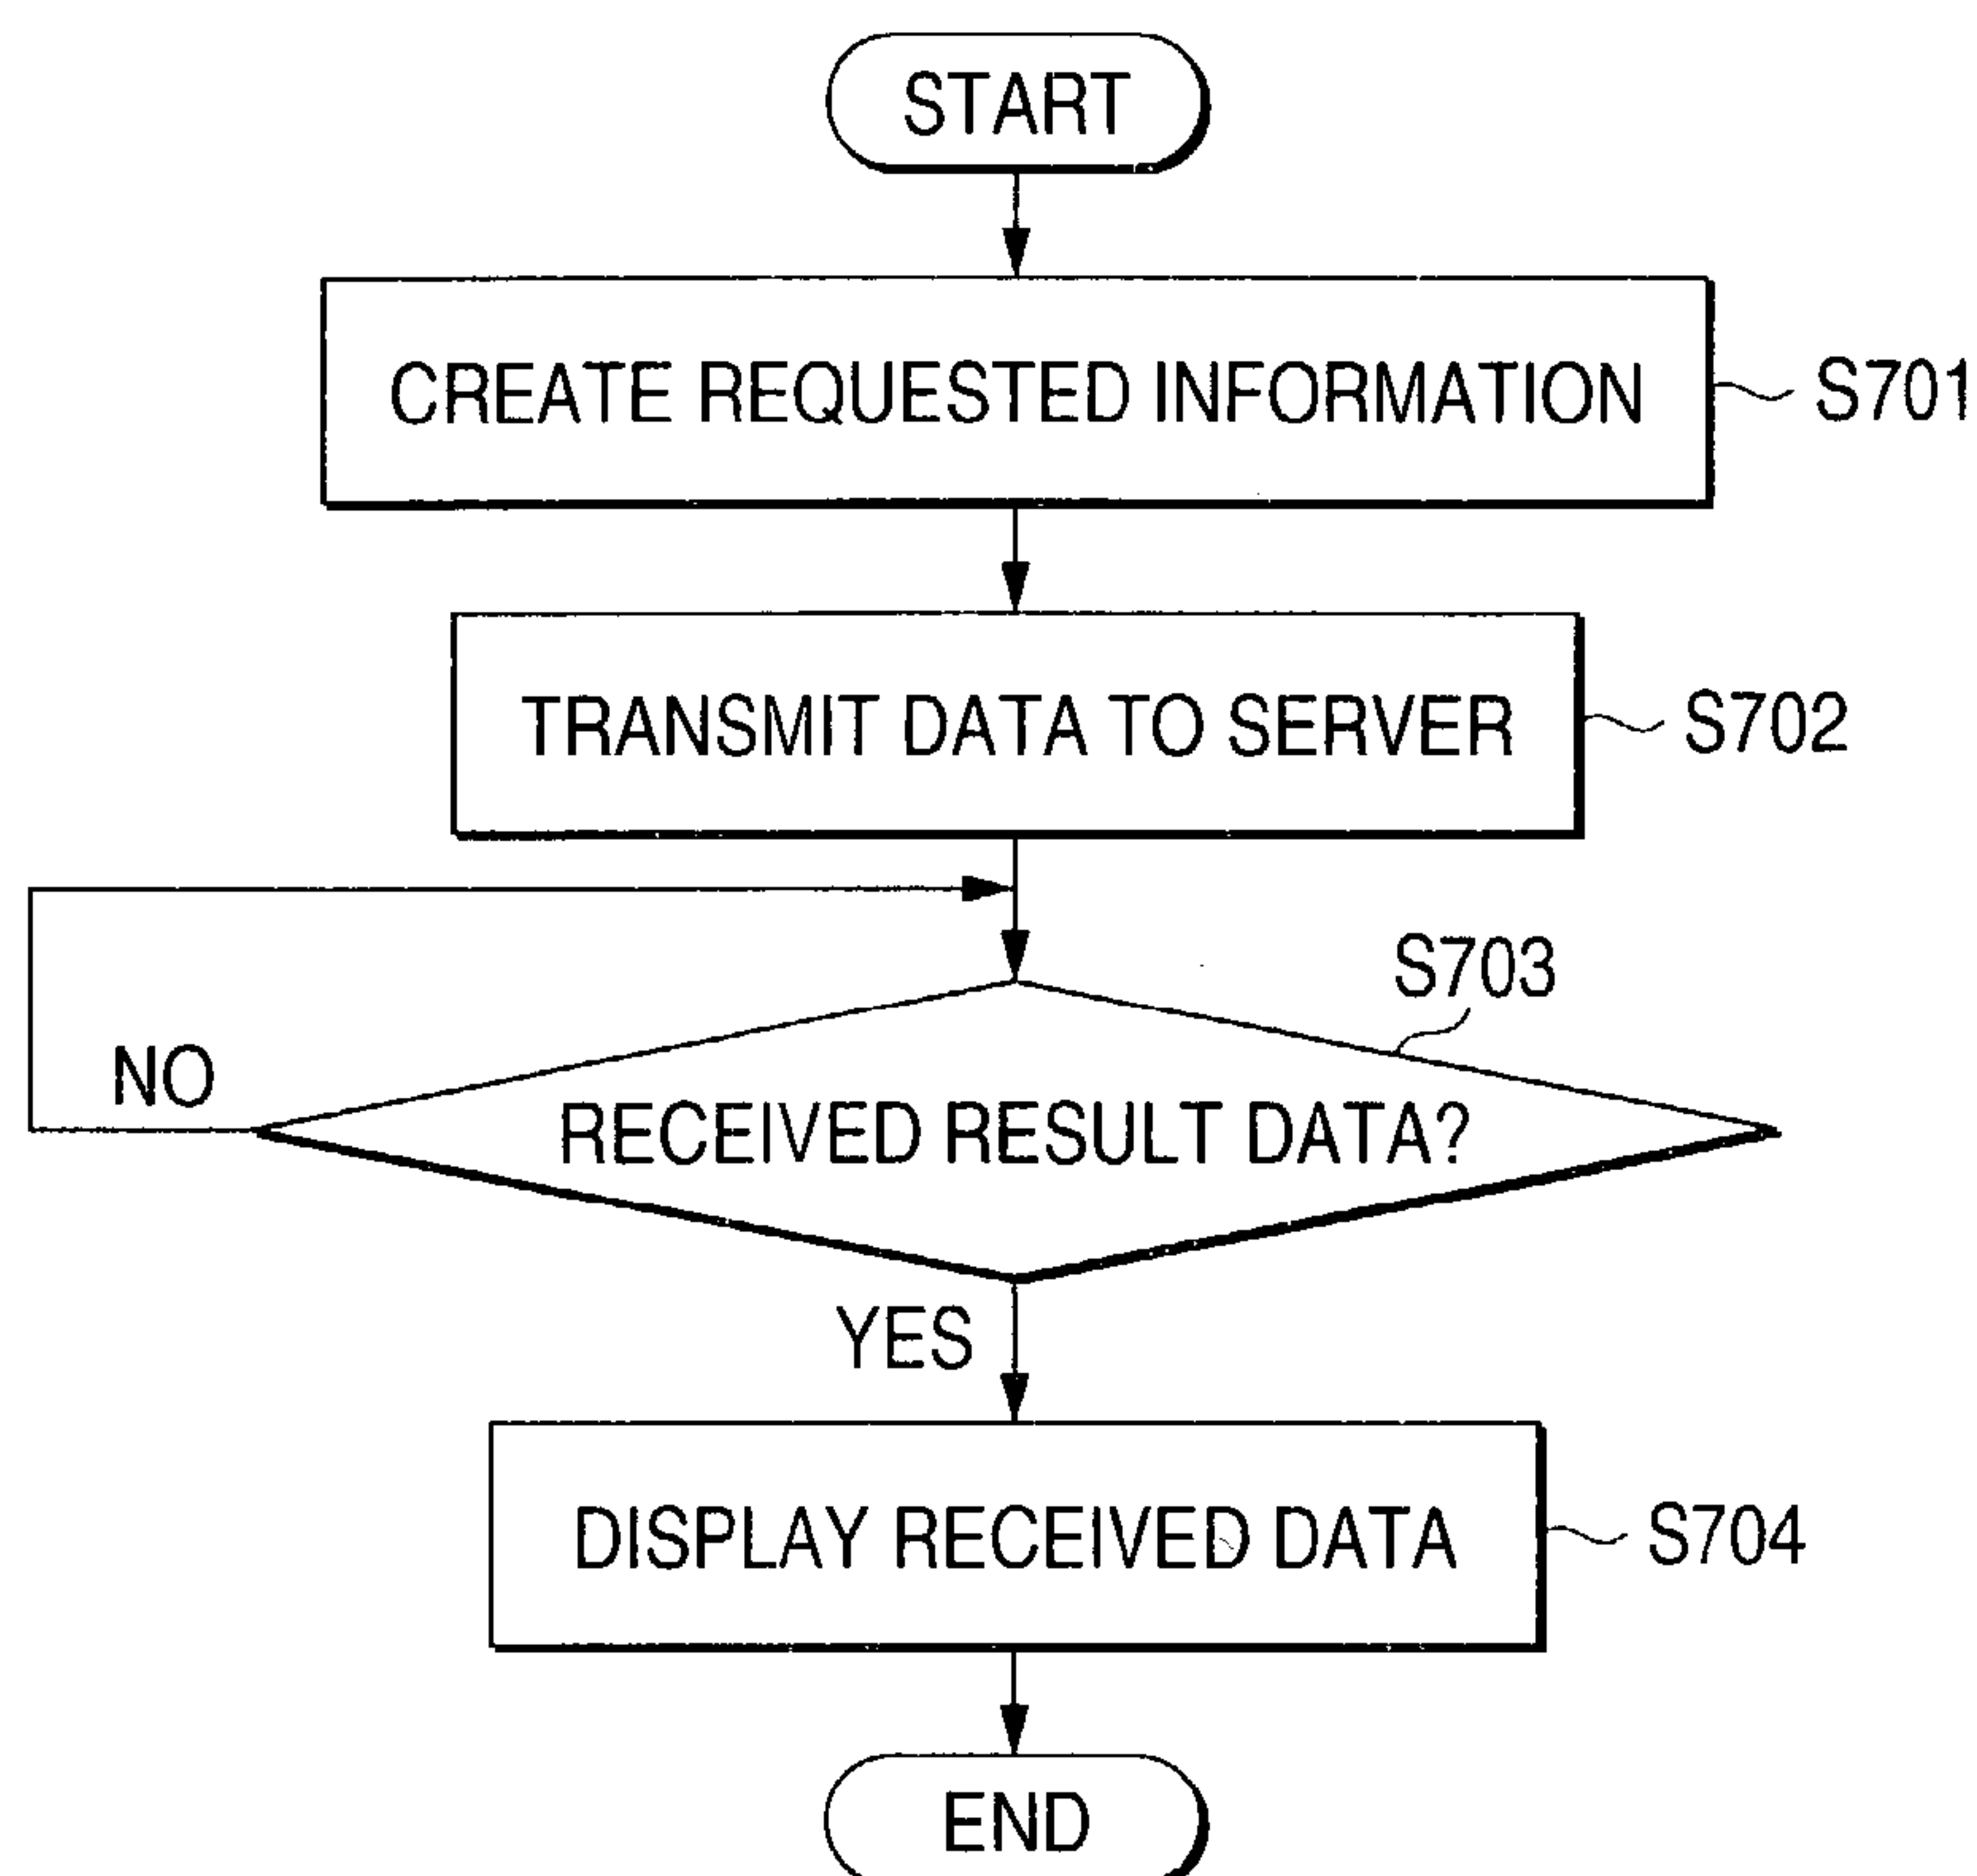 START
CREATE REQUESTED INFORMATION
S701
TRANSMIT DATA TO SERVER
S702
S703
NO
RECEIVED RESULT DATA?
YES
DISPLAY RECEIVED DATA
S704
END